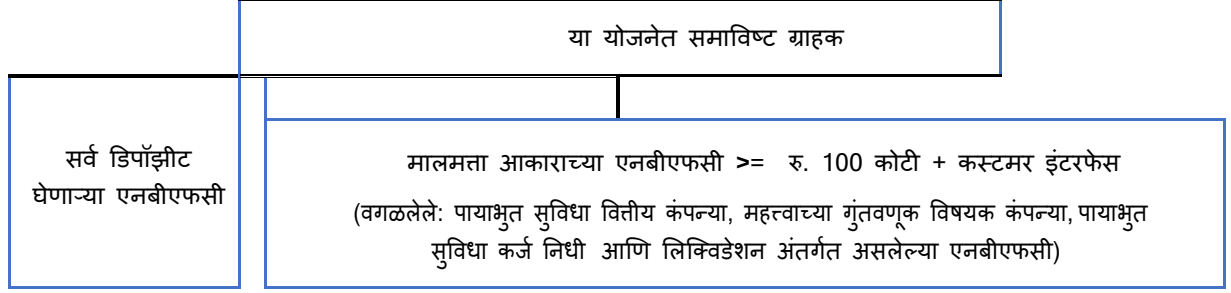 या योजनेत समाविष्ट ग्राहक
सर्व डिपॉझीट
घेणाऱ्या एनबीएफसी
मालमत्ता आकाराच्या एनबीएफसी >= रु. 100 कोटी + कस्टमर इंटरफेस
(वगळलेले: पायाभुत सुविधा वित्तीय कंपन्या, महत्त्वाच्या गुंतवणूक विषयक कंपन्या, पायाभुत
सुविधा कर्ज निधी आणि लिक्विडेशन अंतर्गत असलेल्या एनबीएफसी)